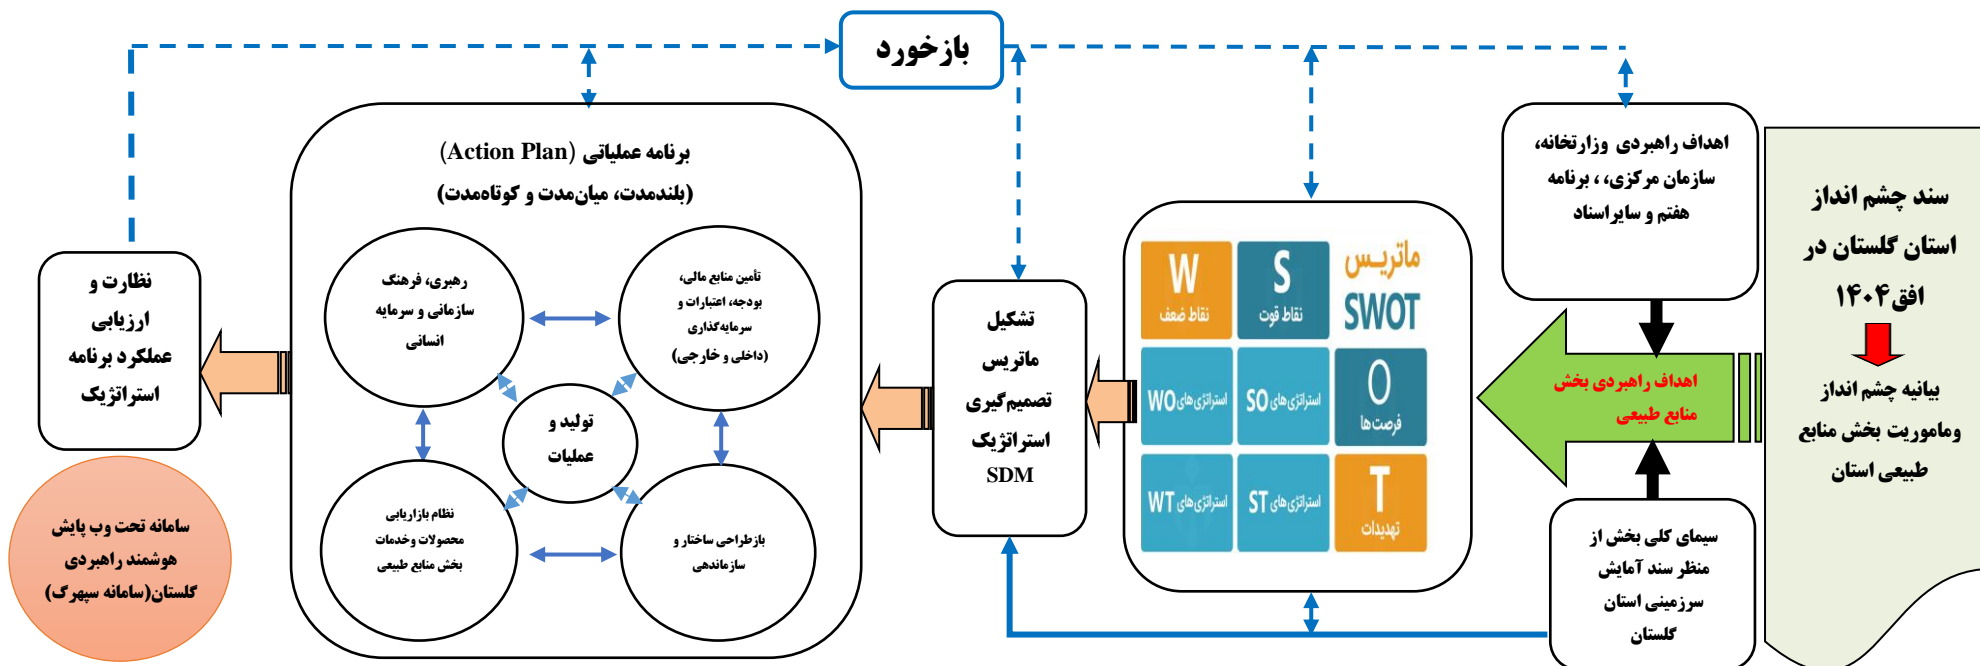 بازخورد
سند چشم انداز
استان گلستان در
افق۱۴۰۴
بیانیه چشم انداز
وماموریت بخش منابع
طبیعی استان
اهداف راهبردی وزارتخانه،
سازمان مرکزی، ، برنامه
هفتم و سایراسناد
اهداف راهبردی بخش
منابع طبیعی
سیمای کلی بخش از
منظر سند آمایش
سرزمینی استان
گلستان
ماتریس
SWOT
S
نقاط قوت
W
نقاط ضعف
O
فرصت‌ها
استراتژی‌های SO
استراتژی‌های WO
T
تهدیدات
استراتژی‌های ST
استراتژی‌های WT
تشکیل
ماتریس
تصمیم‌گیری
استراتژیک
SDM
برنامه عملیاتی (Action Plan)
(بلندمدت، میان‌مدت و کوتاه‌مدت)
تأمین منابع مالی،
بودجه، اعتبارات و
سرمایه‌گذاری
(داخلی و خارجی)
رهبری، فرهنگ
سازمانی و سرمایه
انسانی
تولید و
عملیات
بازطراحی ساختار و
سازماندهی
نظام بازاریابی
محصولات وخدمات
بخش منابع طبیعی
نظارت و
ارزیابی
عملکرد برنامه
استراتژیک
سامانه تحت وب پایش
هوشمند راهبردی
گلستان(سامانه سپهرگ)